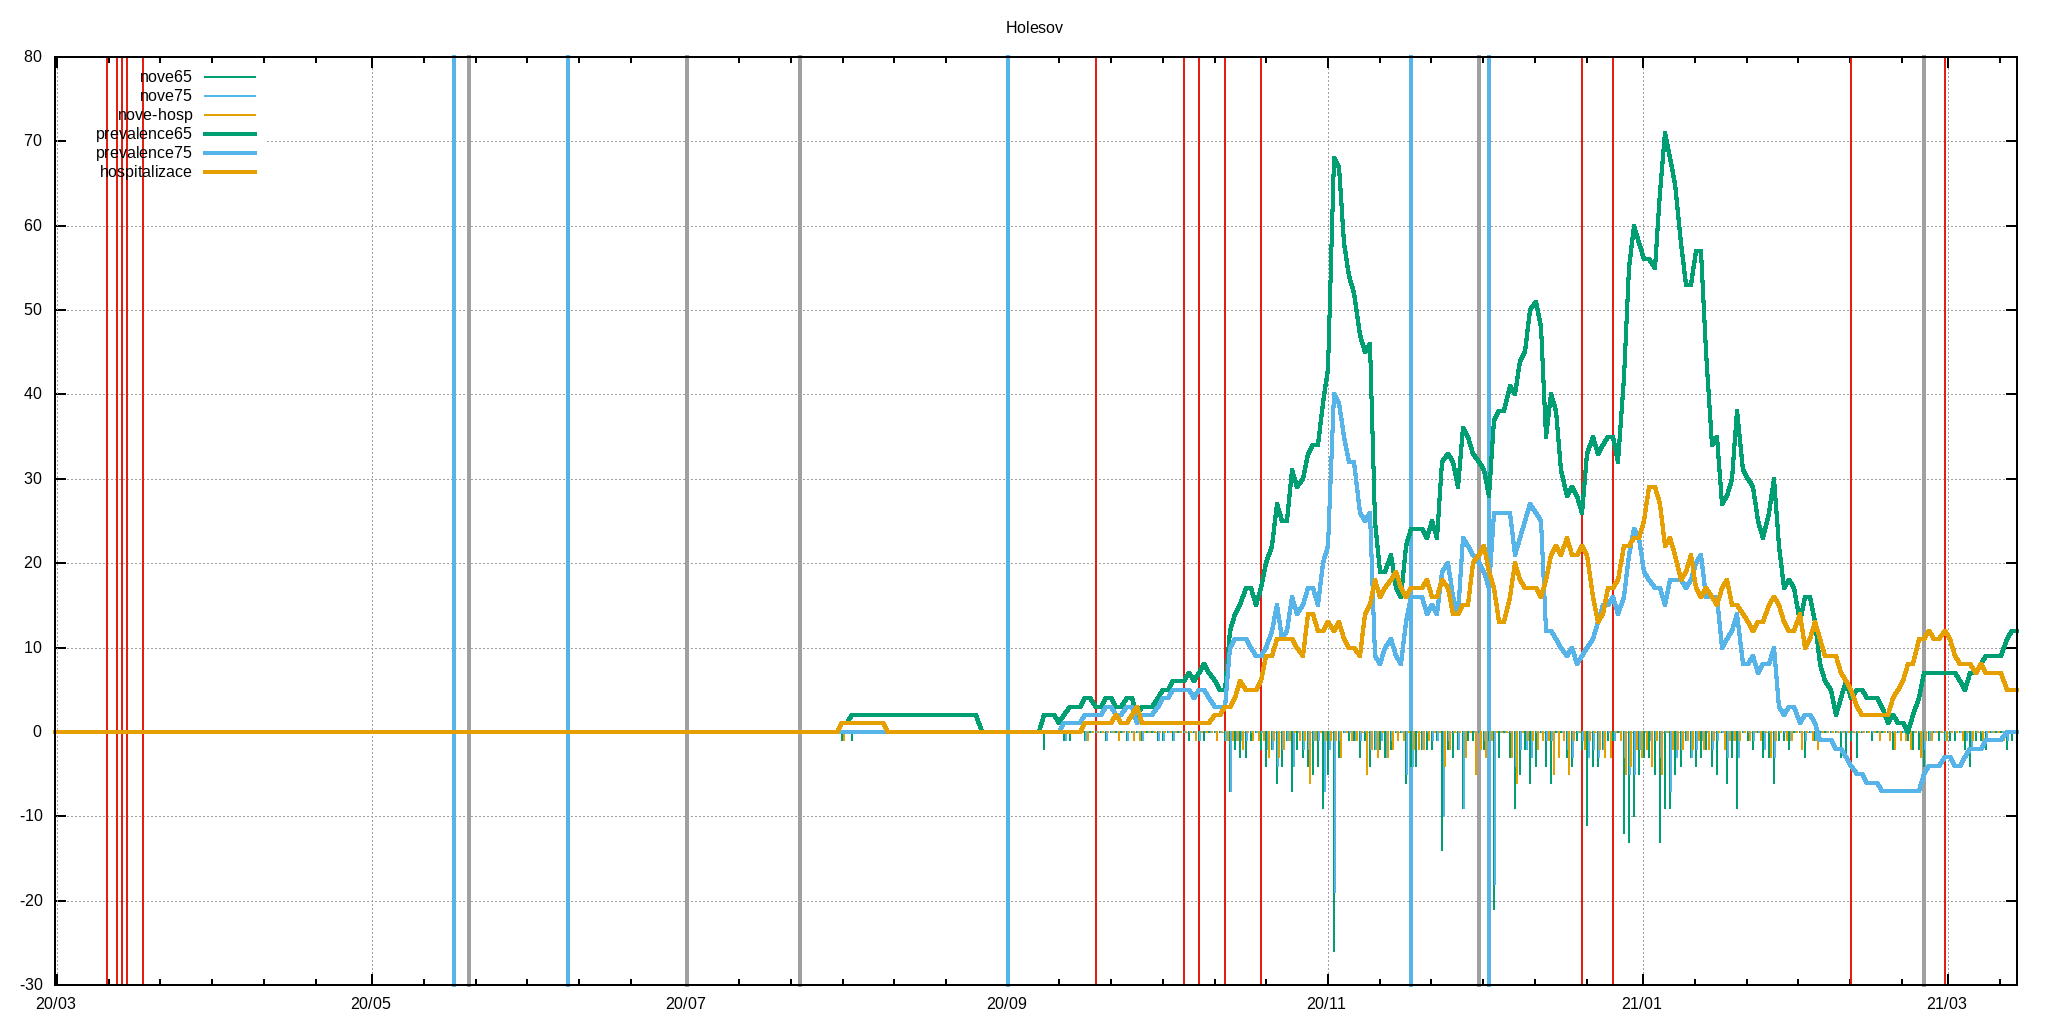 Holesov
80
nove65
nove75
nove-hosp
prevalence65
prevalence75
hospitalizace
70
60
50
40
30
20
10
0
-10
-20
-30
20/03 20/05 20/07 20/09 20/11 21/01 21/03